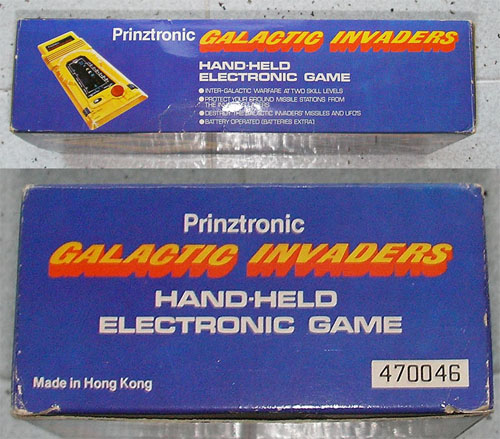 Prinztronic GALACTIC INVADERS
HAND-HELD
ELECTRONIC GAME
● INTER-GALACTIC WARFARE AT TWO SKILL LEVELS
● PROTECT YOUR GROUND MISSILE STATIONS FROM
THE
● DESTROY THE GALACTIC INVADERS' MISSILES AND UFO'S
● BATTERY OPERATED [BATTERIES EXTRA]
Prinztronic
GALACTIC INVADERS
HAND-HELD
ELECTRONIC GAME
Made in Hong Kong
470046